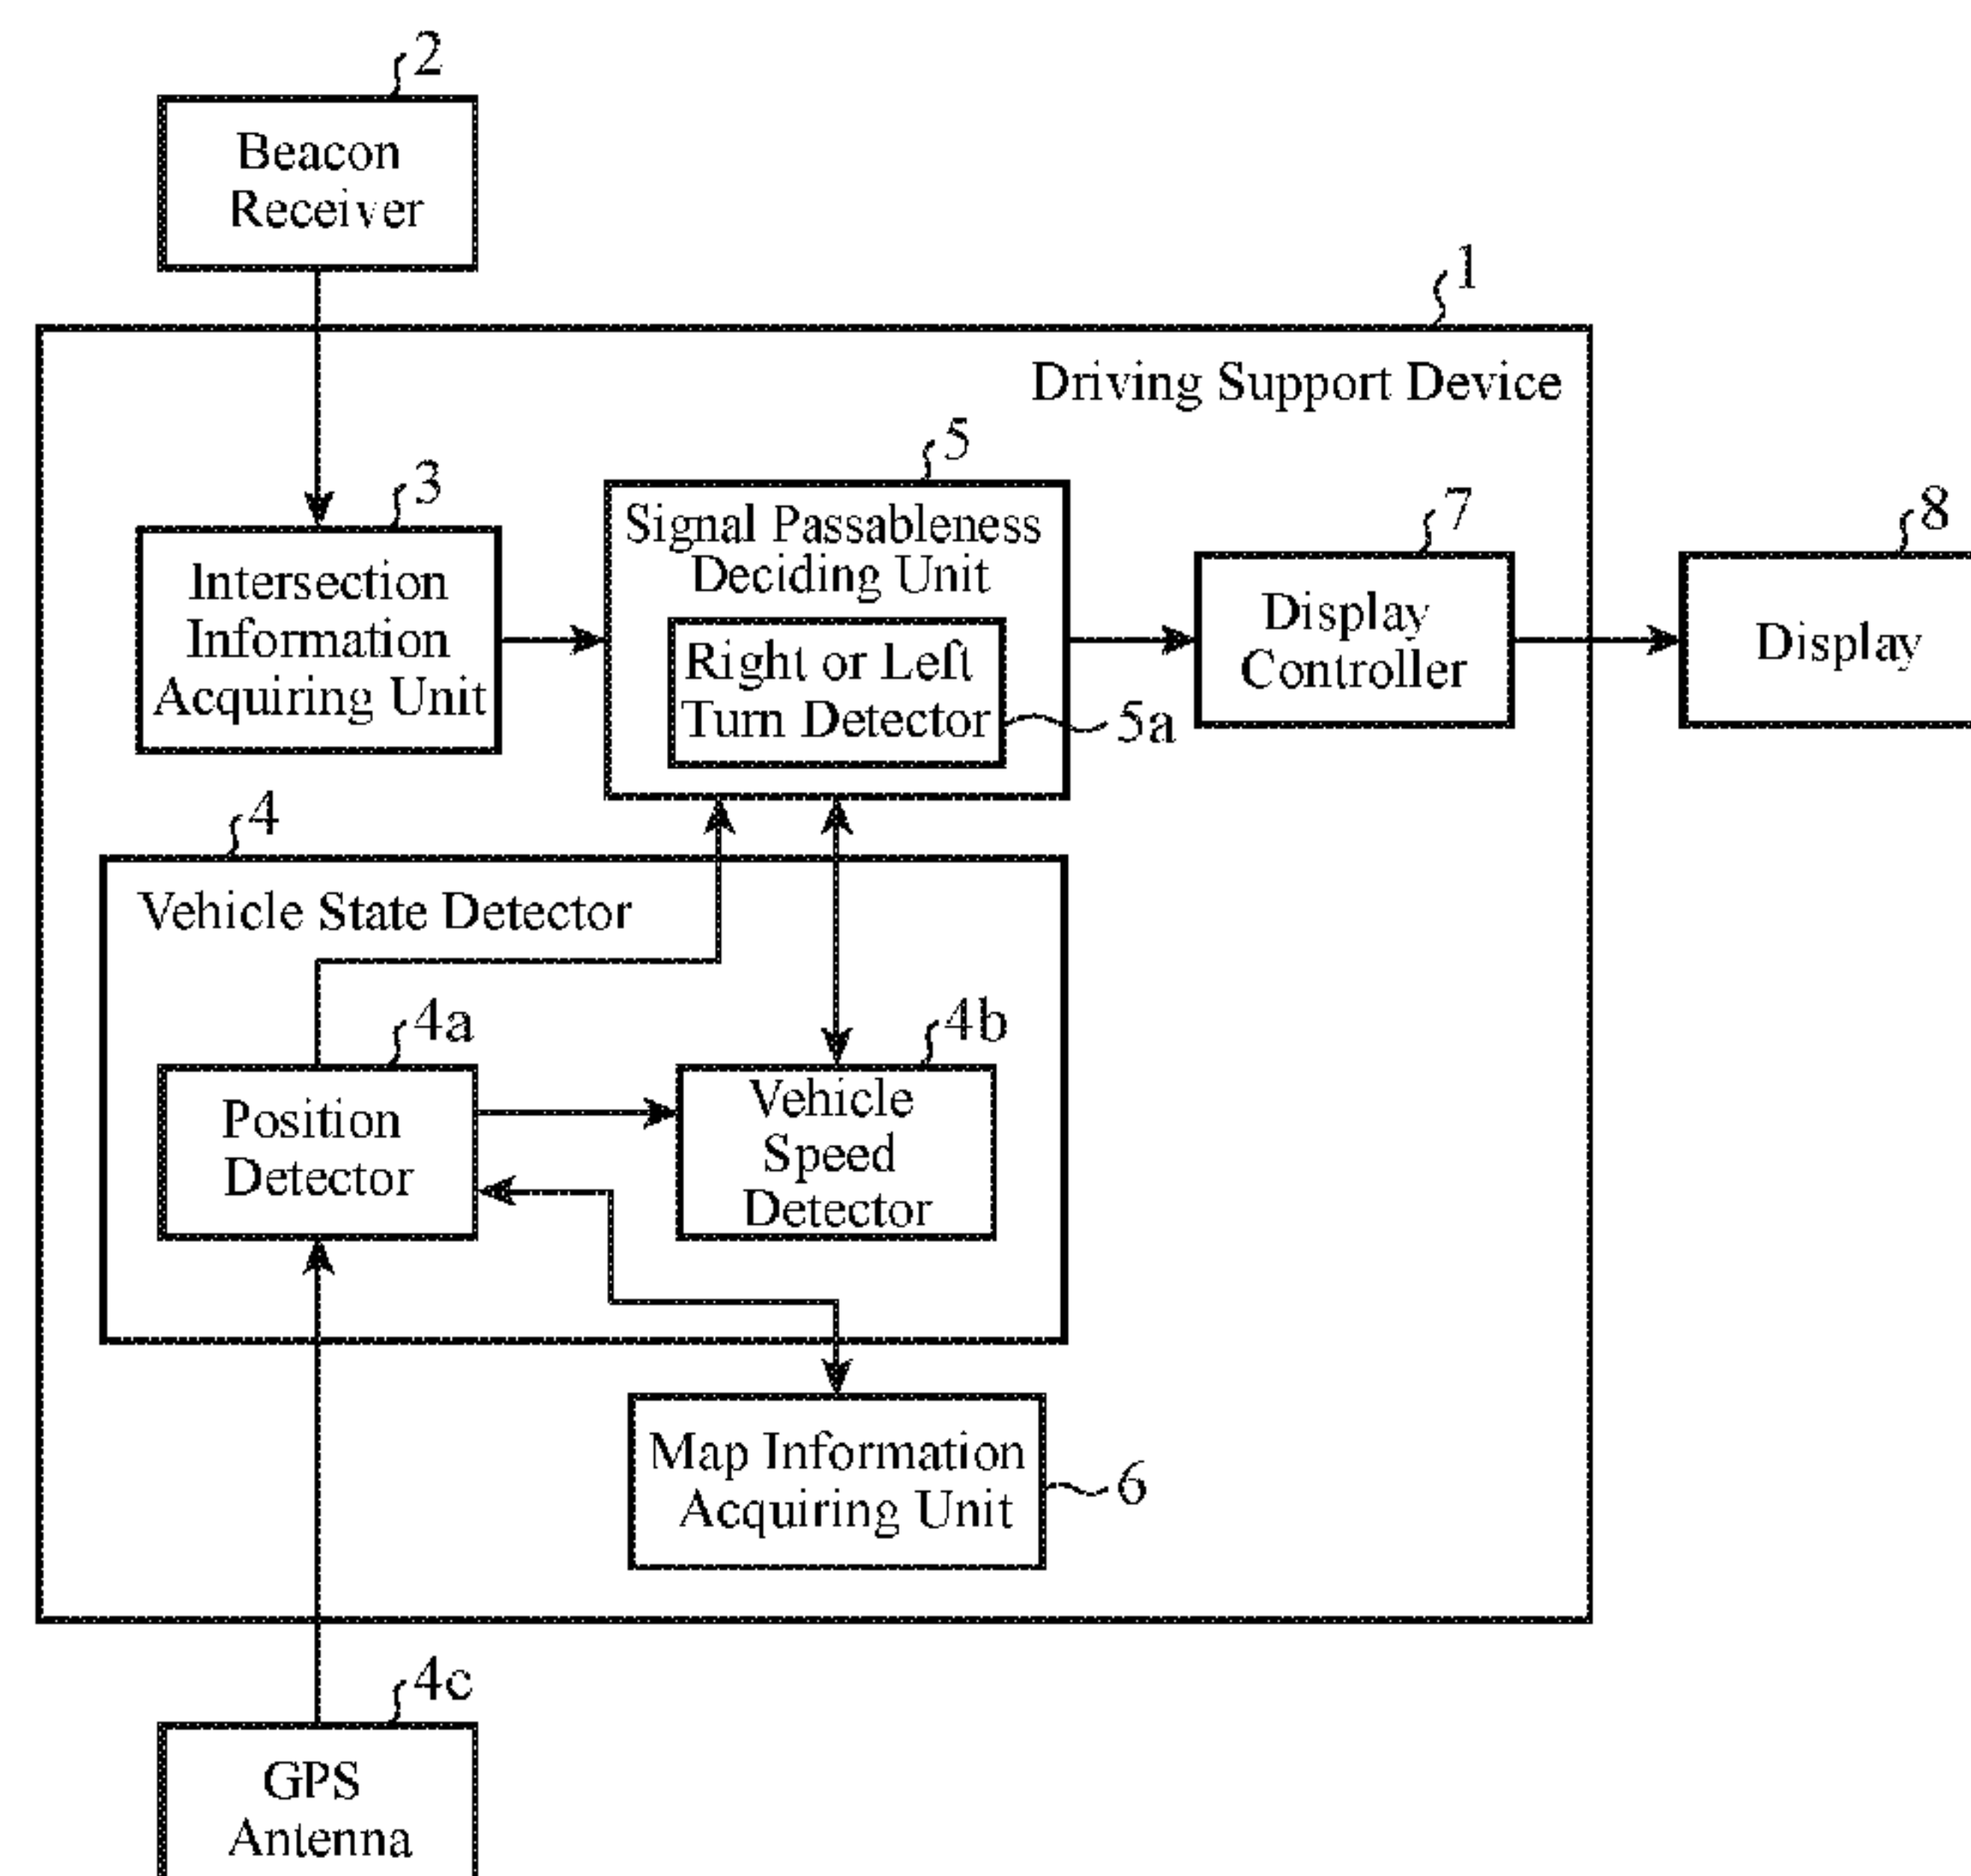 2
Beacon
Receiver
1
Driving Support Device
3
Intersection
Information
Acquiring Unit
5
Signal Passableness
Deciding Unit
Right or Left
Turn Detector
5a
7
Display
Controller
8
Display
4
Vehicle State Detector
4a
Position
Detector
4b
Vehicle
Speed
Detector
Map Information
Acquiring Unit
6
4c
GPS
Antenna